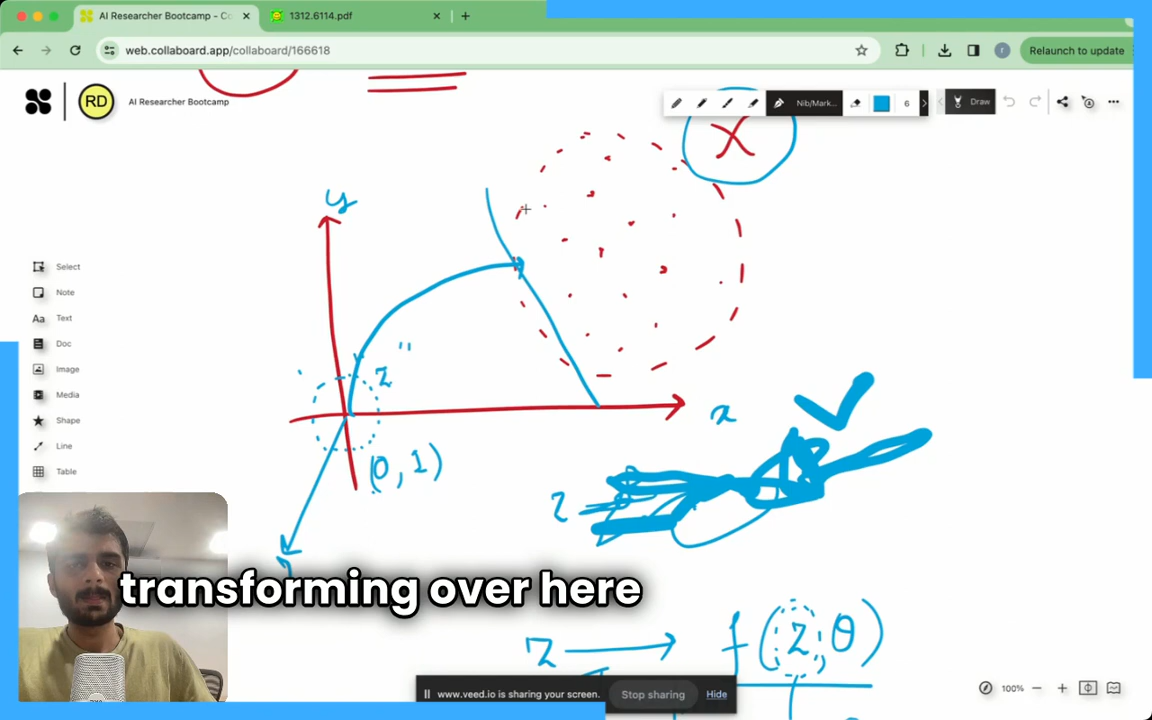 AI Researcher Bootcamp - Co
1312.6114.pdf
web.collaboard.app/collaboard/166618
r
Relaunch to update
RD
AI Researcher Bootcamp
Nib/Mark...
6
Draw
X
y
Select
Note
Text
Doc
Image
Media
Shape
Line
Table
z
"
x
(0, 1)
z
transforming over here
z
f(z; θ)
www.veed.io is sharing your screen.
Stop sharing
Hide
100%